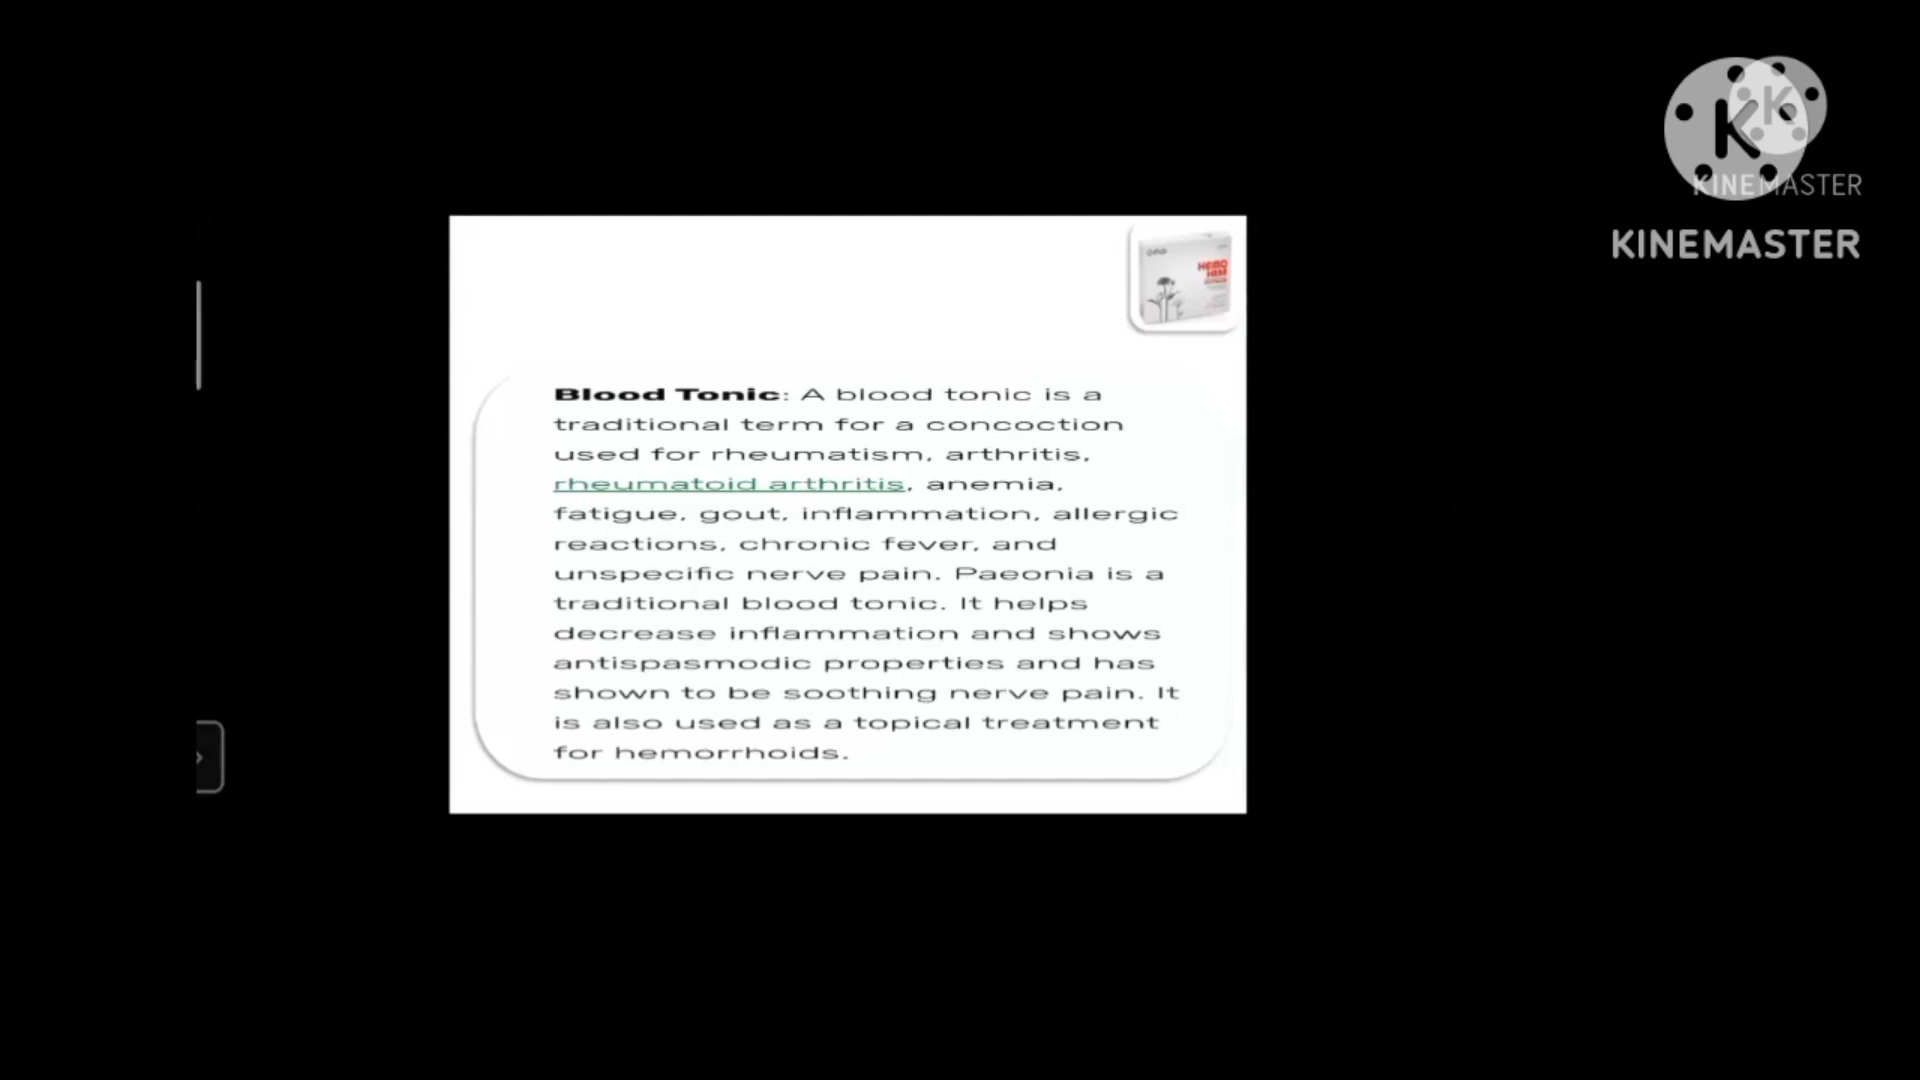 KINEMASTER
KINEMASTER
HEMO
HIM
Blood Tonic: A blood tonic is a
traditional term for a concoction
used for rheumatism, arthritis,
rheumatoid arthritis, anemia,
fatigue, gout, inflammation, allergic
reactions, chronic fever, and
unspecific nerve pain. Paeonia is a
traditional blood tonic. It helps
decrease inflammation and shows
antispasmodic properties and has
shown to be soothing nerve pain. It
is also used as a topical treatment
for hemorrhoids.